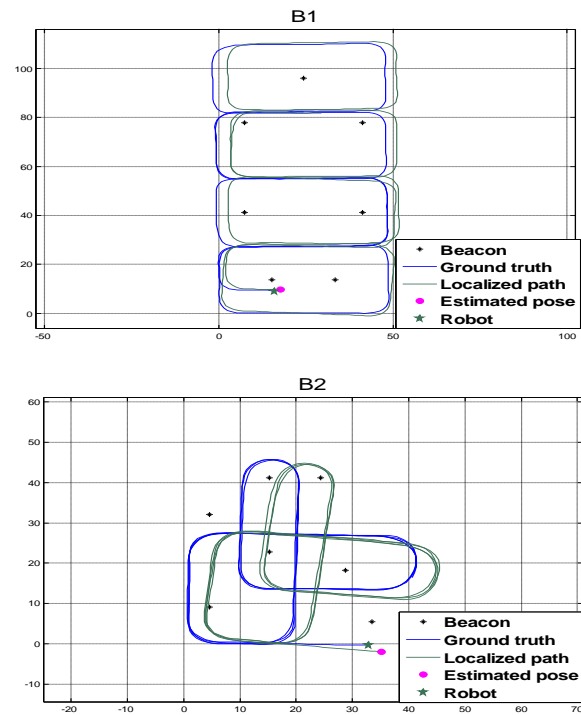 B1
100
80
60
40
20
0
-50
0
50
100
Beacon
Ground truth
Localized path
Estimated pose
Robot
B2
60
50
40
30
20
10
0
-10
-20
-10
0
10
20
30
40
50
60
70
Beacon
Ground truth
Localized path
Estimated pose
Robot